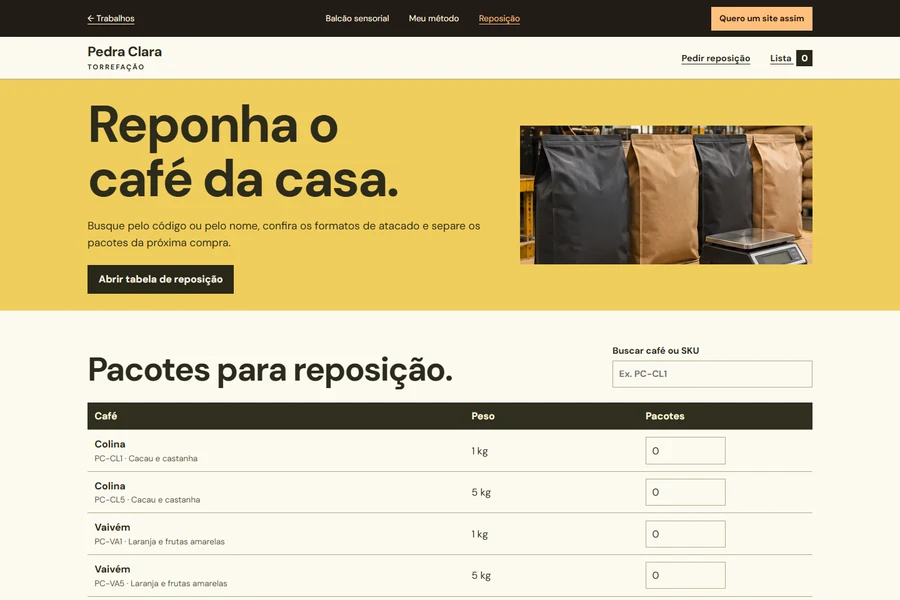 ← Trabalhos
Balcão sensorial
Meu método
Reposição
Quero um site assim
Pedra Clara
TORREFAÇÃO
Pedir reposição
Lista 0
Reponha o
café da casa.
Busque pelo código ou pelo nome, confira os formatos de atacado e separe os
pacotes da próxima compra.
Abrir tabela de reposição
Pacotes para reposição.
Buscar café ou SKU
Ex. PC-CL1
Café Peso Pacotes
Colina
PC-CL1 · Cacau e castanha
1 kg
0
Colina
PC-CL5 · Cacau e castanha
5 kg
0
Vaivém
PC-VA1 · Laranja e frutas amarelas
1 kg
0
Vaivém
PC-VA5 · Laranja e frutas amarelas
5 kg
0